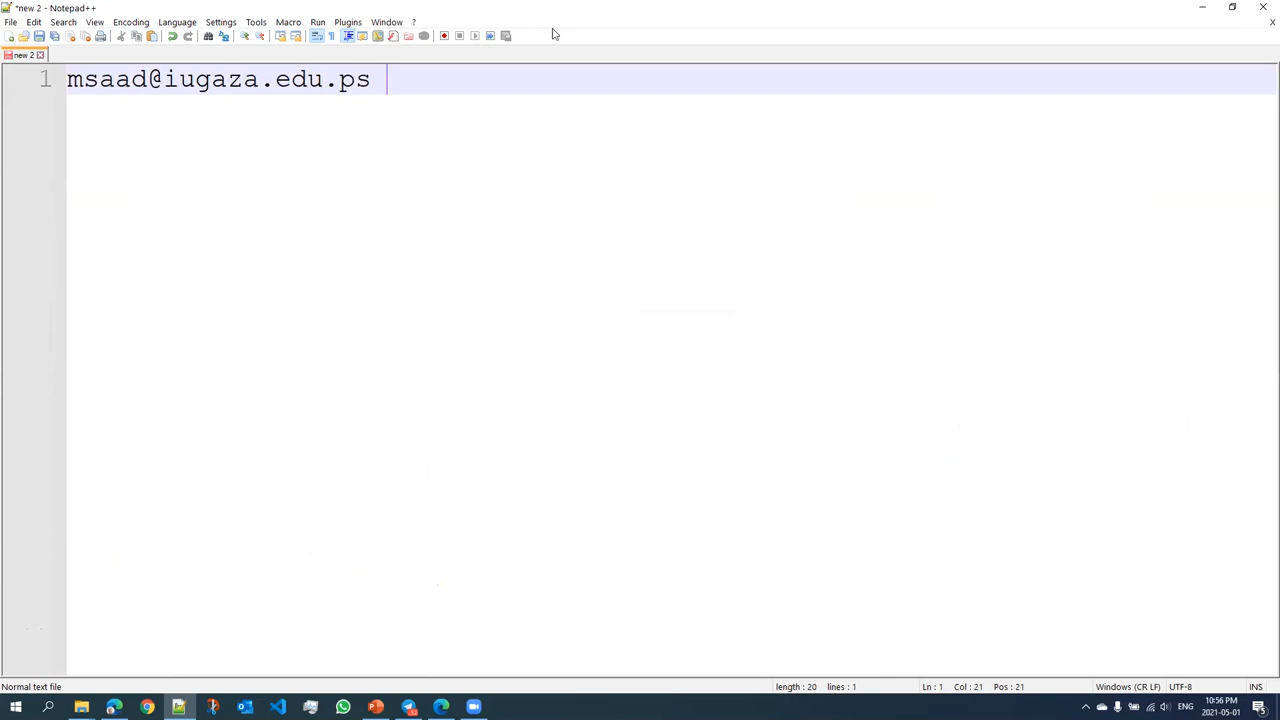 *new 2 - Notepad++
File Edit Search View Encoding Language Settings Tools Macro Run Plugins Window ?
new 2
1 msaad@iugaza.edu.ps
Normal text file length : 20 lines : 1 Ln : 1 Col : 21 Pos : 21 Windows (CR LF) UTF-8 INS
ENG 10:56 PM
2021-05-01